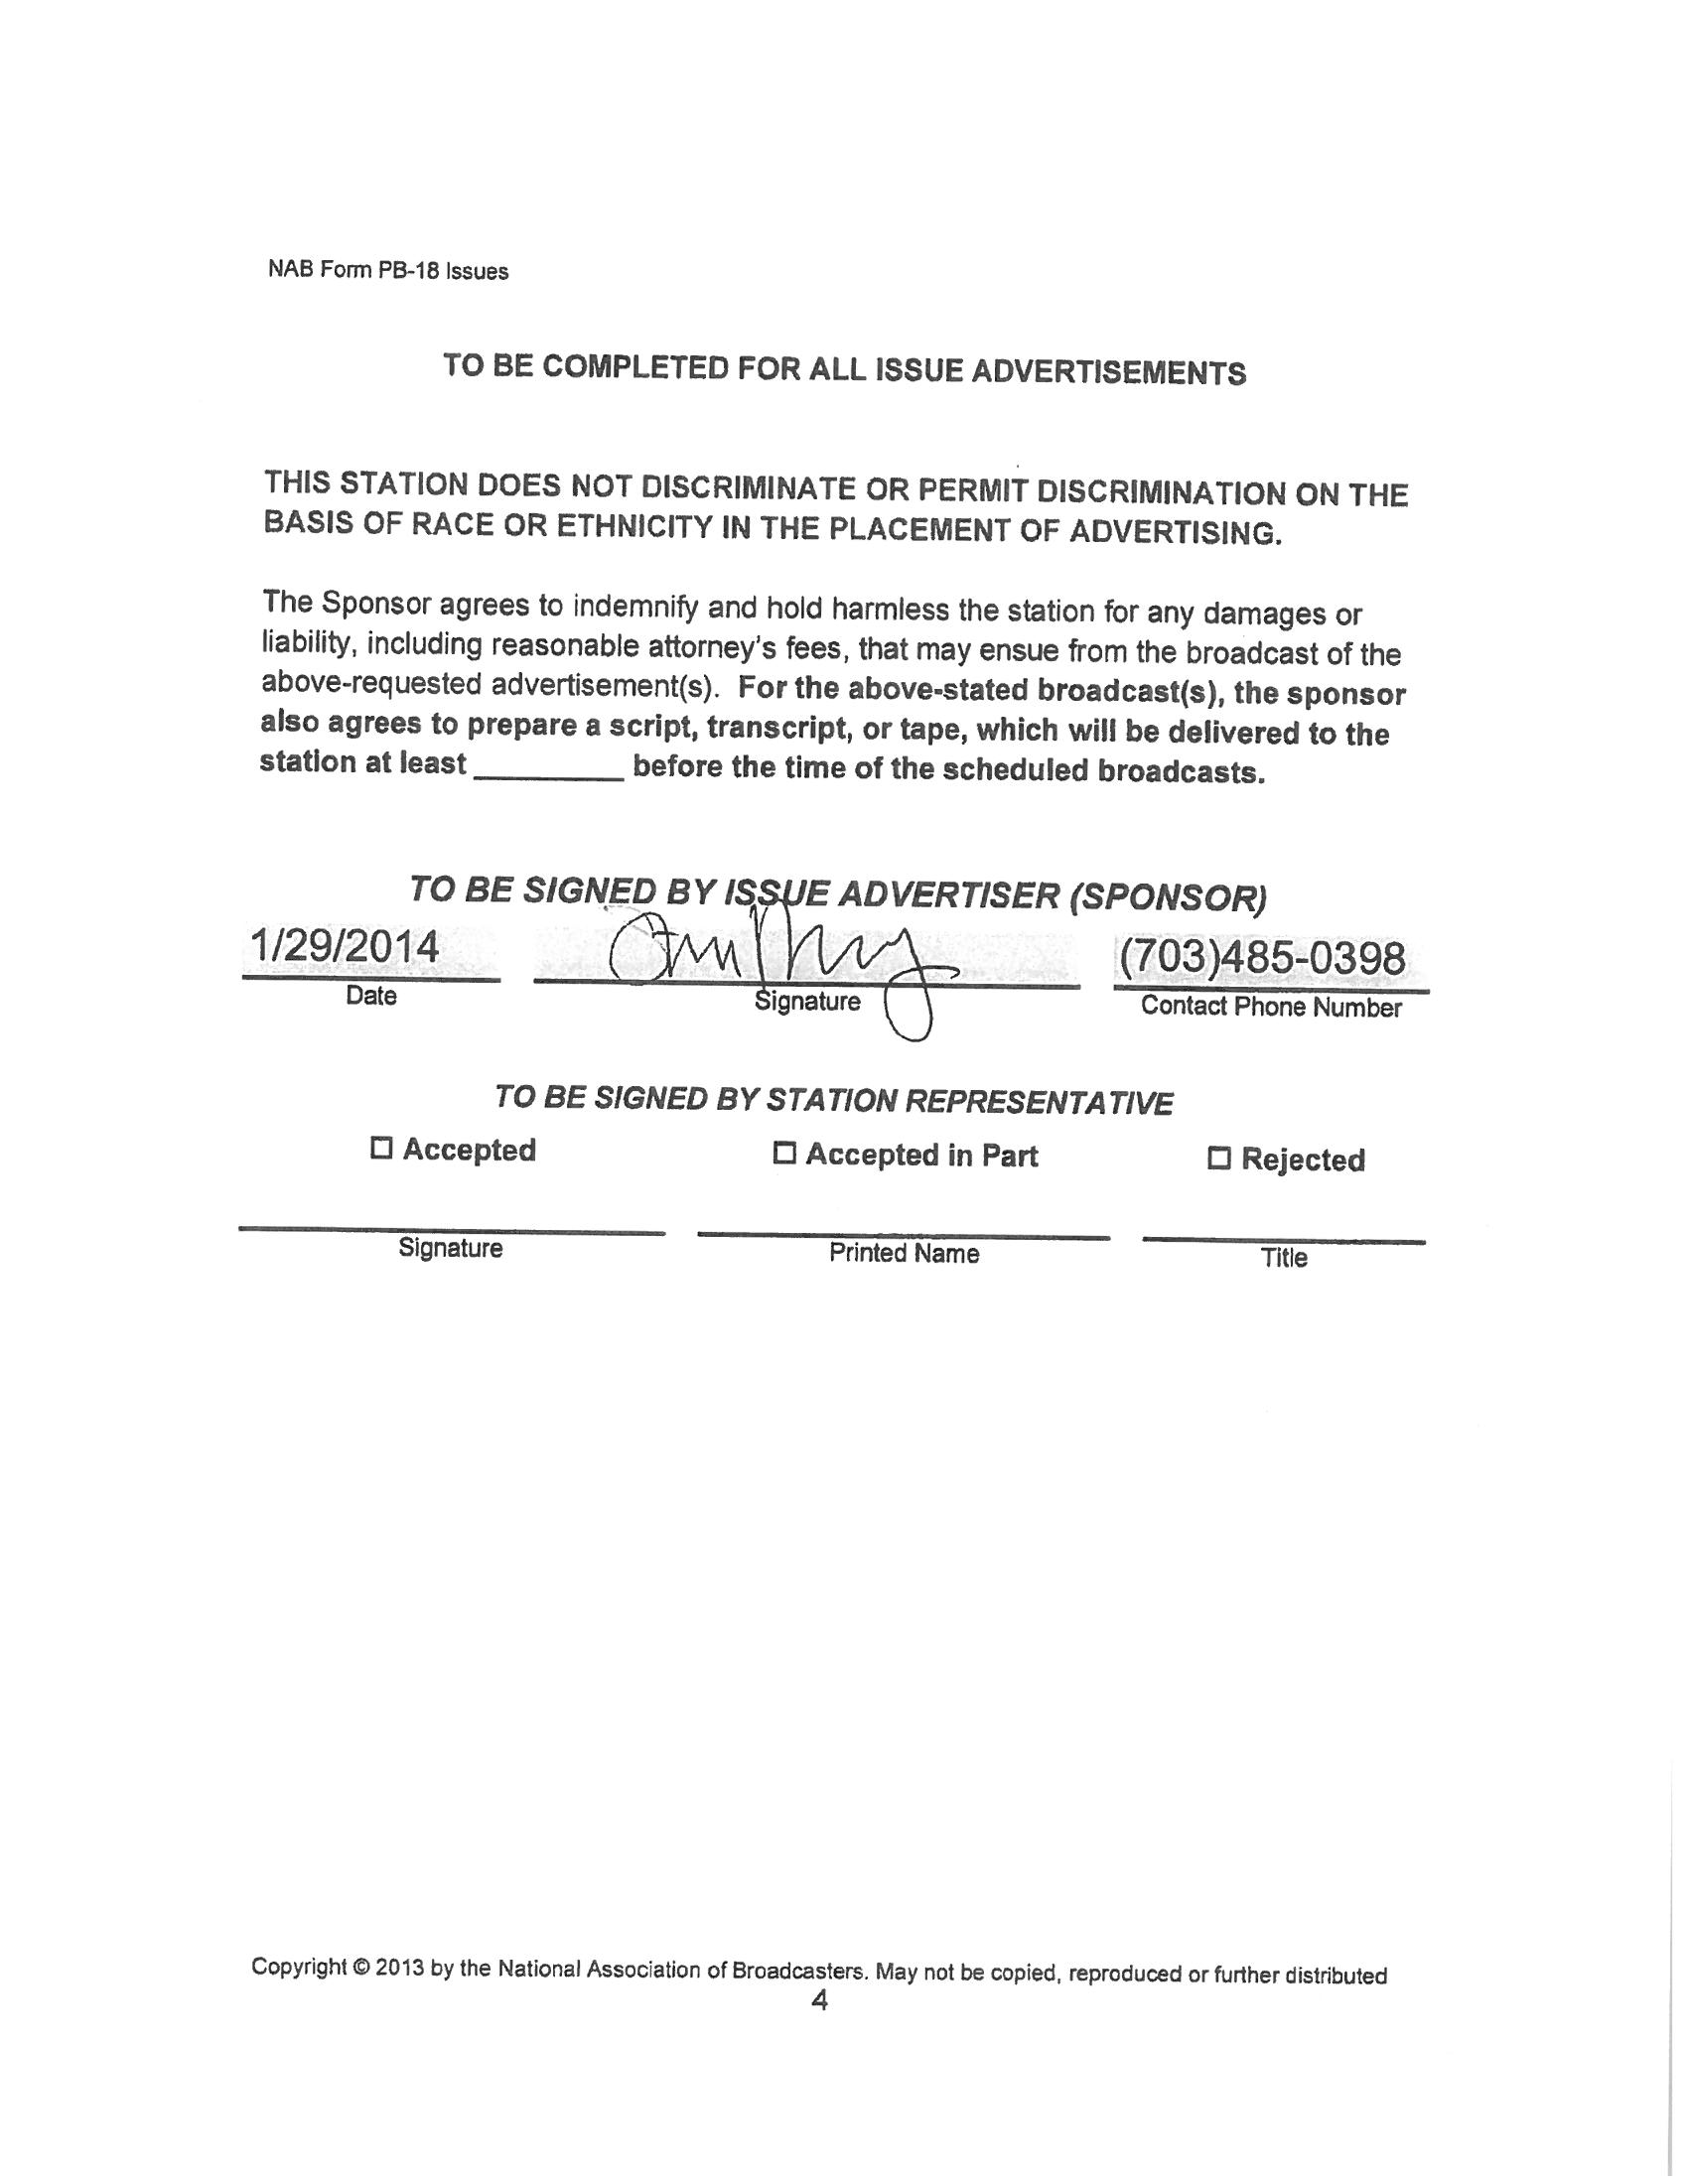 NAB Form PB-18 Issues
TO BE COMPLETED FOR ALL ISSUE ADVERTISEMENTS
THIS STATION DOES NOT DISCRIMINATE OR PERMIT DISCRIMINATION ON THE
BASIS OF RACE OR ETHNICITY IN THE PLACEMENT OF ADVERTISING.
The Sponsor agrees to indemnify and hold harmless the station for any damages or
liability, including reasonable attorney's fees, that may ensue from the broadcast of the
above-requested advertisement(s). For the above-stated broadcast(s), the sponsor
also agrees to prepare a script, transcript, or tape, which will be delivered to the
station at least _________ before the time of the scheduled broadcasts.
TO BE SIGNED BY ISSUE ADVERTISER (SPONSOR)
1/29/2014 (703)485-0398
Date Signature Contact Phone Number
TO BE SIGNED BY STATION REPRESENTATIVE
☐ Accepted ☐ Accepted in Part ☐ Rejected
Signature Printed Name Title
Copyright © 2013 by the National Association of Broadcasters. May not be copied, reproduced or further distributed
4